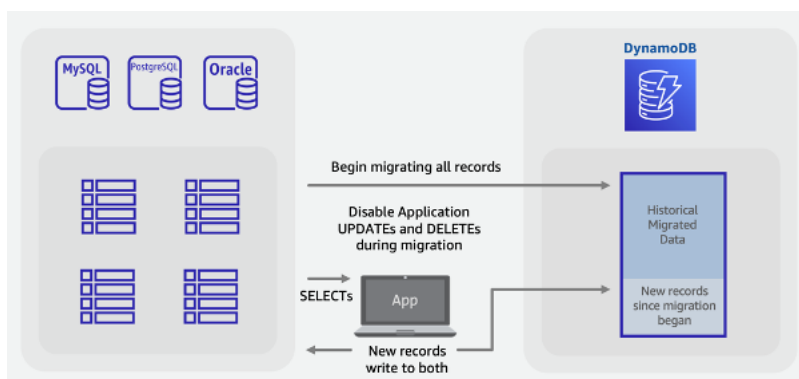 MySQL
PostgreSQL
Oracle
DynamoDB
Begin migrating all records
Disable Application
UPDATEs and DELETEs
during migration
Historical
Migrated
Data
SELECTs
App
New records
since migration
began
New records
write to both